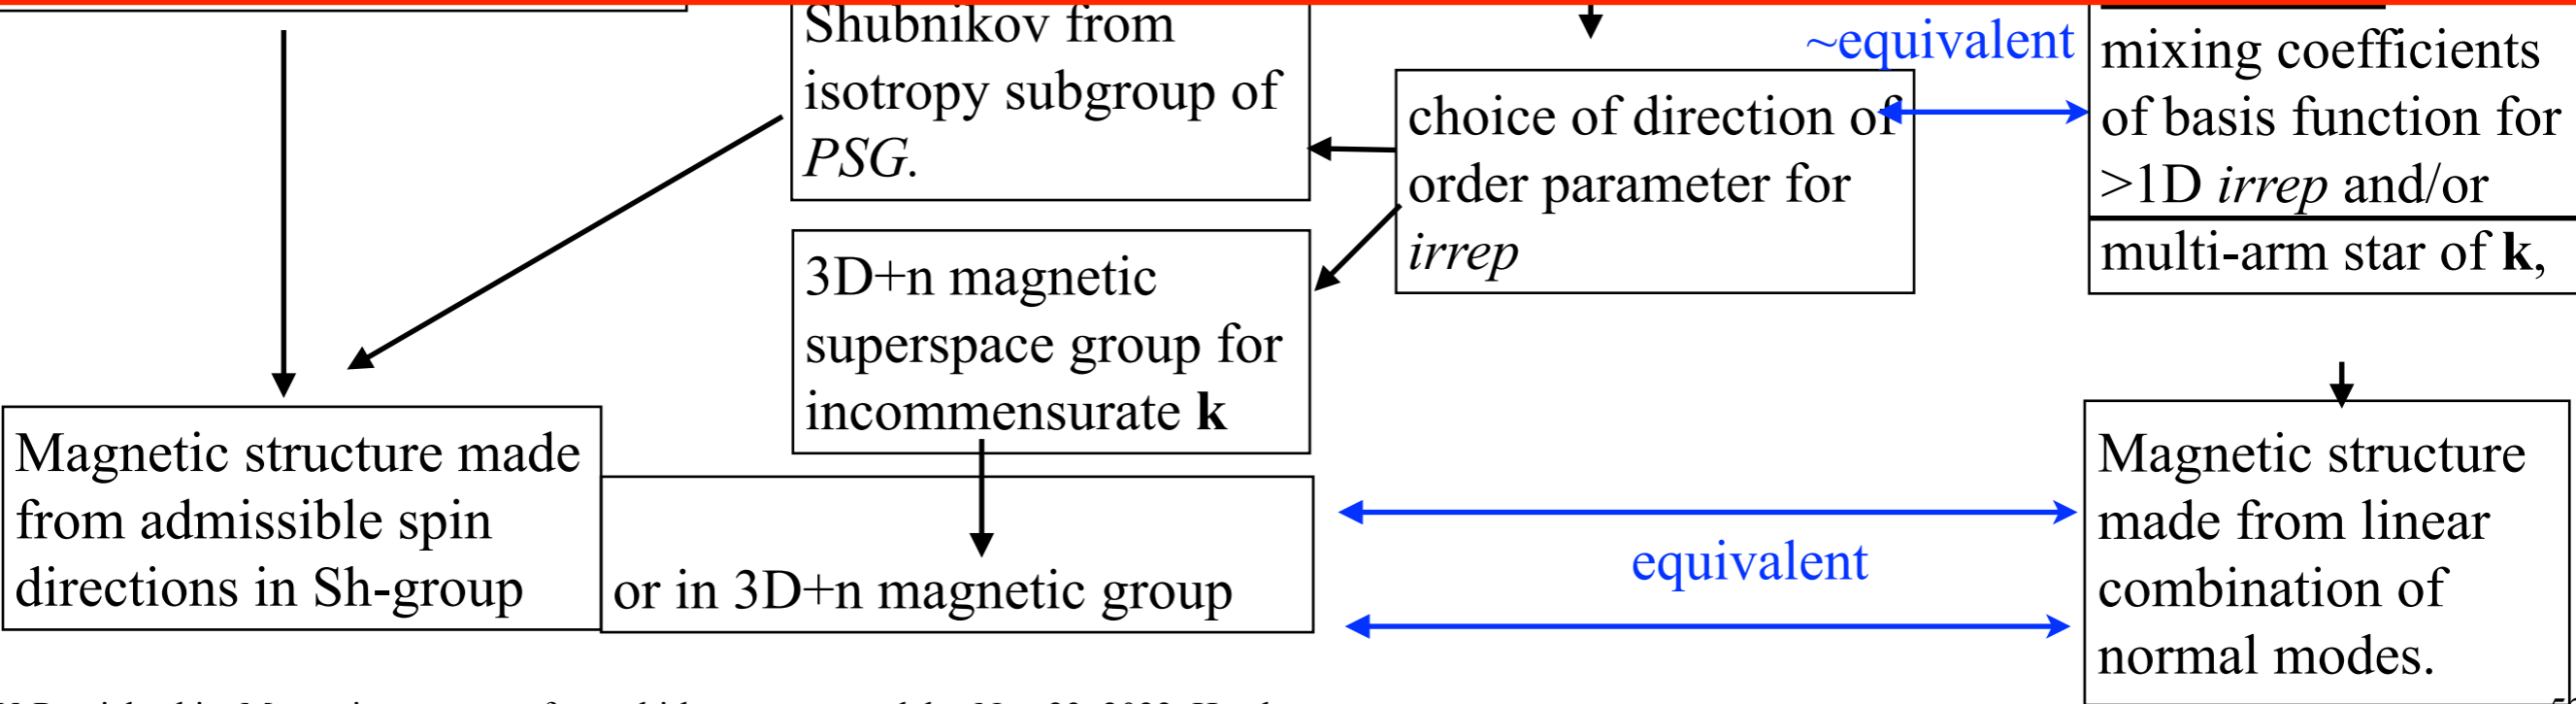 Shubnikov from
isotropy subgroup of
PSG.
~equivalent
choice of direction of
order parameter for
irrep
mixing coefficients
of basis function for
>1D irrep and/or
multi-arm star of k,
3D+n magnetic
superspace group for
incommensurate k
Magnetic structure made
from admissible spin
directions in Sh-group
or in 3D+n magnetic group
equivalent
Magnetic structure
made from linear
combination of
normal modes.